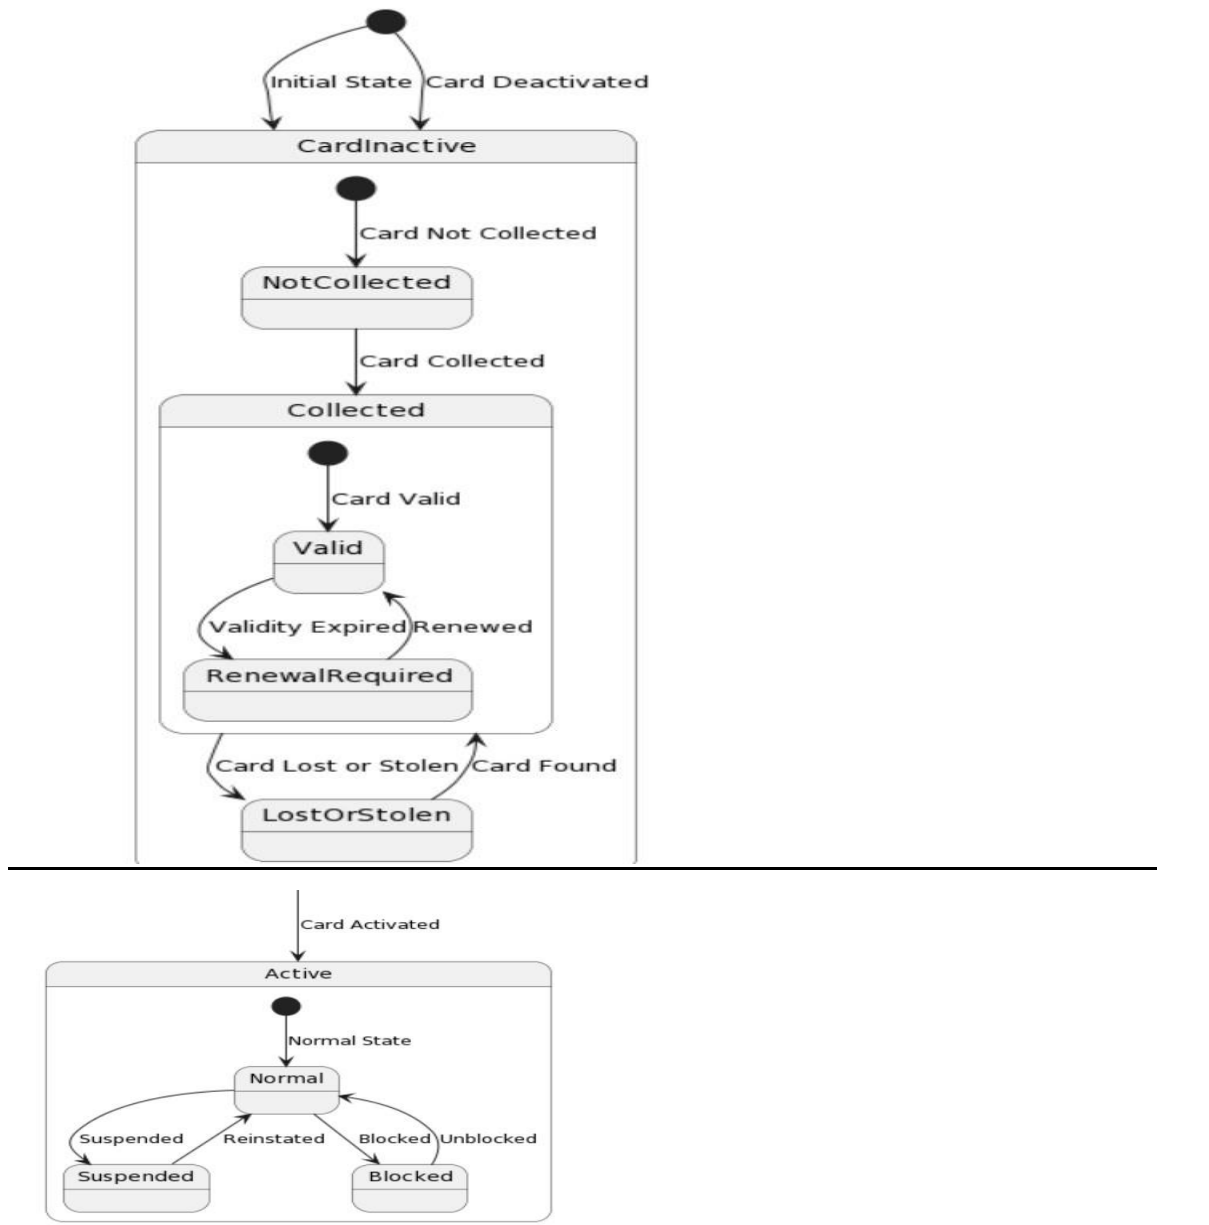 Initial State Card Deactivated
CardInactive
Card Not Collected
NotCollected
Card Collected
Collected
Card Valid
Valid
Validity Expired Renewed
RenewalRequired
Card Lost or Stolen Card Found
LostOrStolen
Card Activated
Active
Normal State
Normal
Suspended Reinstated Blocked Unblocked
Suspended Blocked